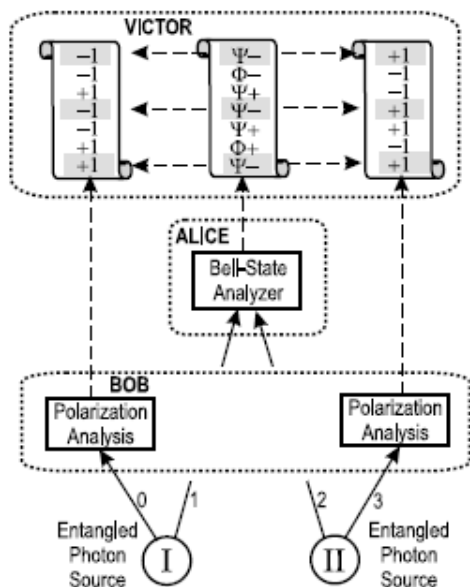 VICTOR
-1
-1
+1
-1
-1
+1
+1
Ψ-
Φ-
Ψ+
Ψ-
Ψ+
Φ+
Ψ-
+1
-1
-1
+1
+1
-1
+1
ALICE
Bell-State
Analyzer
BOB
Polarization
Analysis
Polarization
Analysis
0
1
2
3
Entangled
Photon
Source
I
II
Entangled
Photon
Source